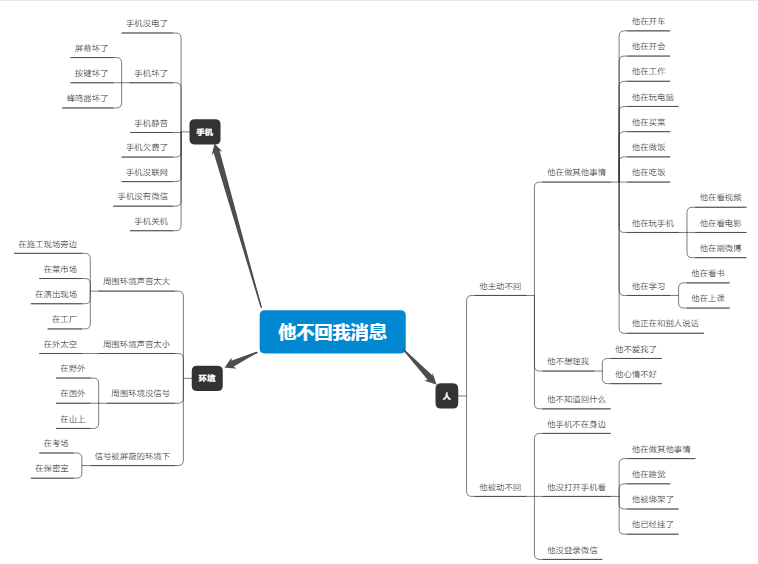 他不回我消息
手机
手机没电了
手机坏了
屏幕坏了
按键坏了
蜂鸣器坏了
手机静音
手机欠费了
手机没联网
手机没有微信
手机关机
环境
周围环境声音太大
在施工现场旁边
在菜市场
在演出现场
在工厂
周围环境声音太小
在外太空
周围环境没信号
在野外
在国外
在山上
信号被屏蔽的环境下
在考场
在保密室
人
他主动不回
他在做其他事情
他在开车
他在开会
他在工作
他在玩电脑
他在买菜
他在做饭
他在吃饭
他在玩手机
他在看视频
他在看电影
他在刷微博
他在学习
他在看书
他在上课
他正在和别人说话
他不想理我
他不爱我了
他心情不好
他不知道回什么
他被动不回
他手机不在身边
他没打开手机看
他在做其他事情
他在睡觉
他被绑架了
他已经挂了
他没登录微信